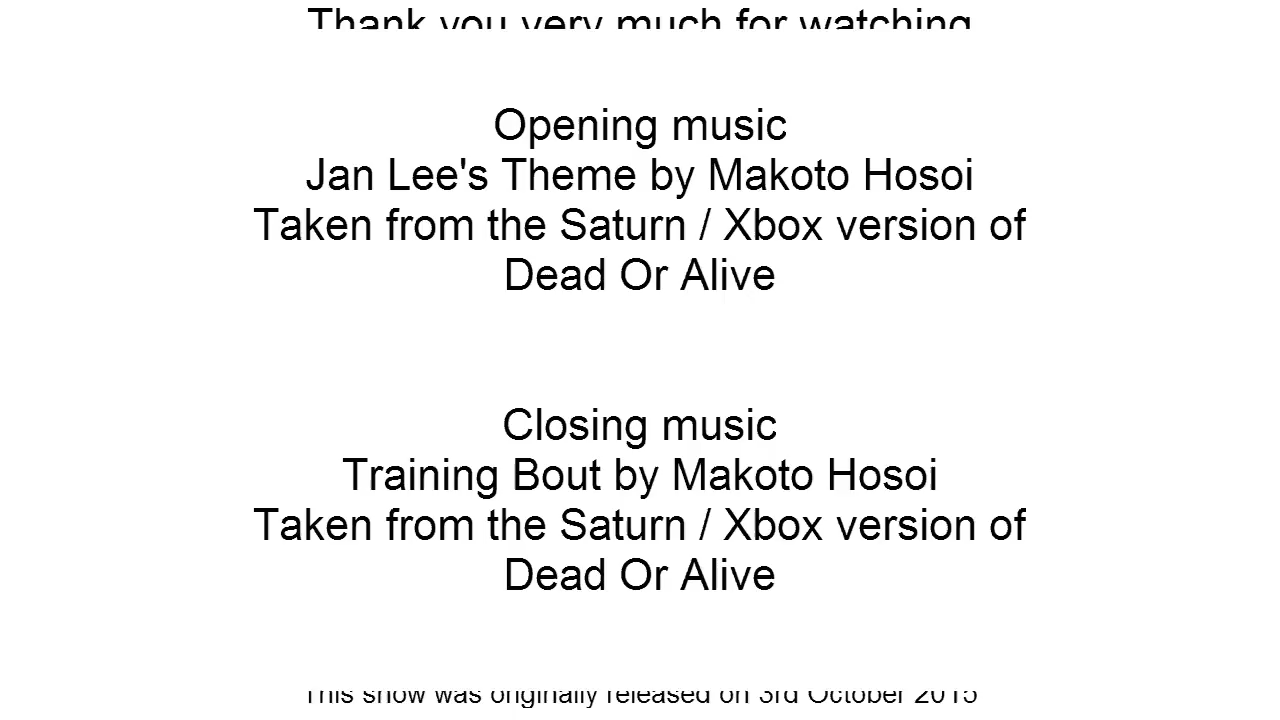 Thank you very much for watching
Opening music
Jan Lee's Theme by Makoto Hosoi
Taken from the Saturn / Xbox version of
Dead Or Alive
Closing music
Training Bout by Makoto Hosoi
Taken from the Saturn / Xbox version of
Dead Or Alive
This show was originally released on 3rd October 2015